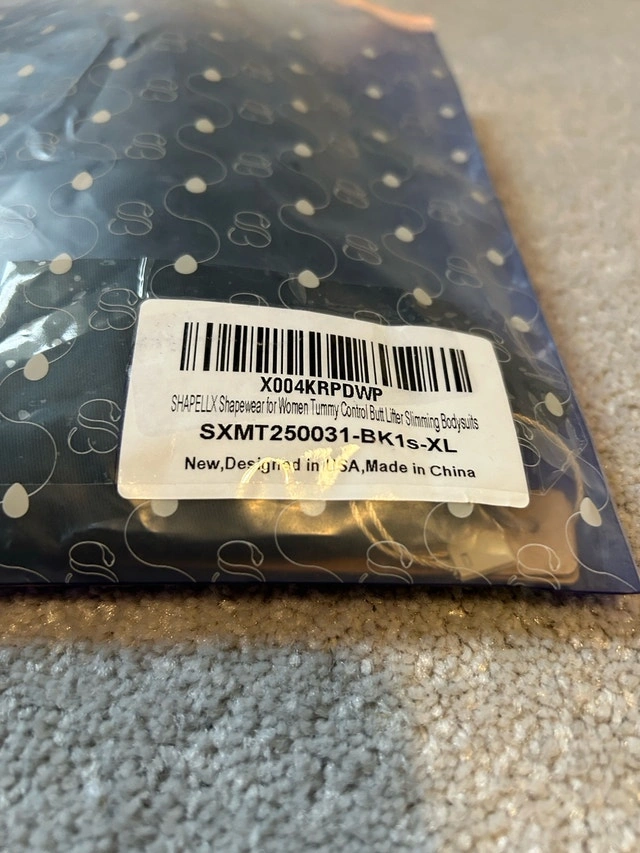 X004KRPDWP
SHAPELLX Shapewear for Women Tummy Control Butt Lifter Slimming Bodysuits
SXMT250031-BK1s-XL
New,Designed in USA,Made in China